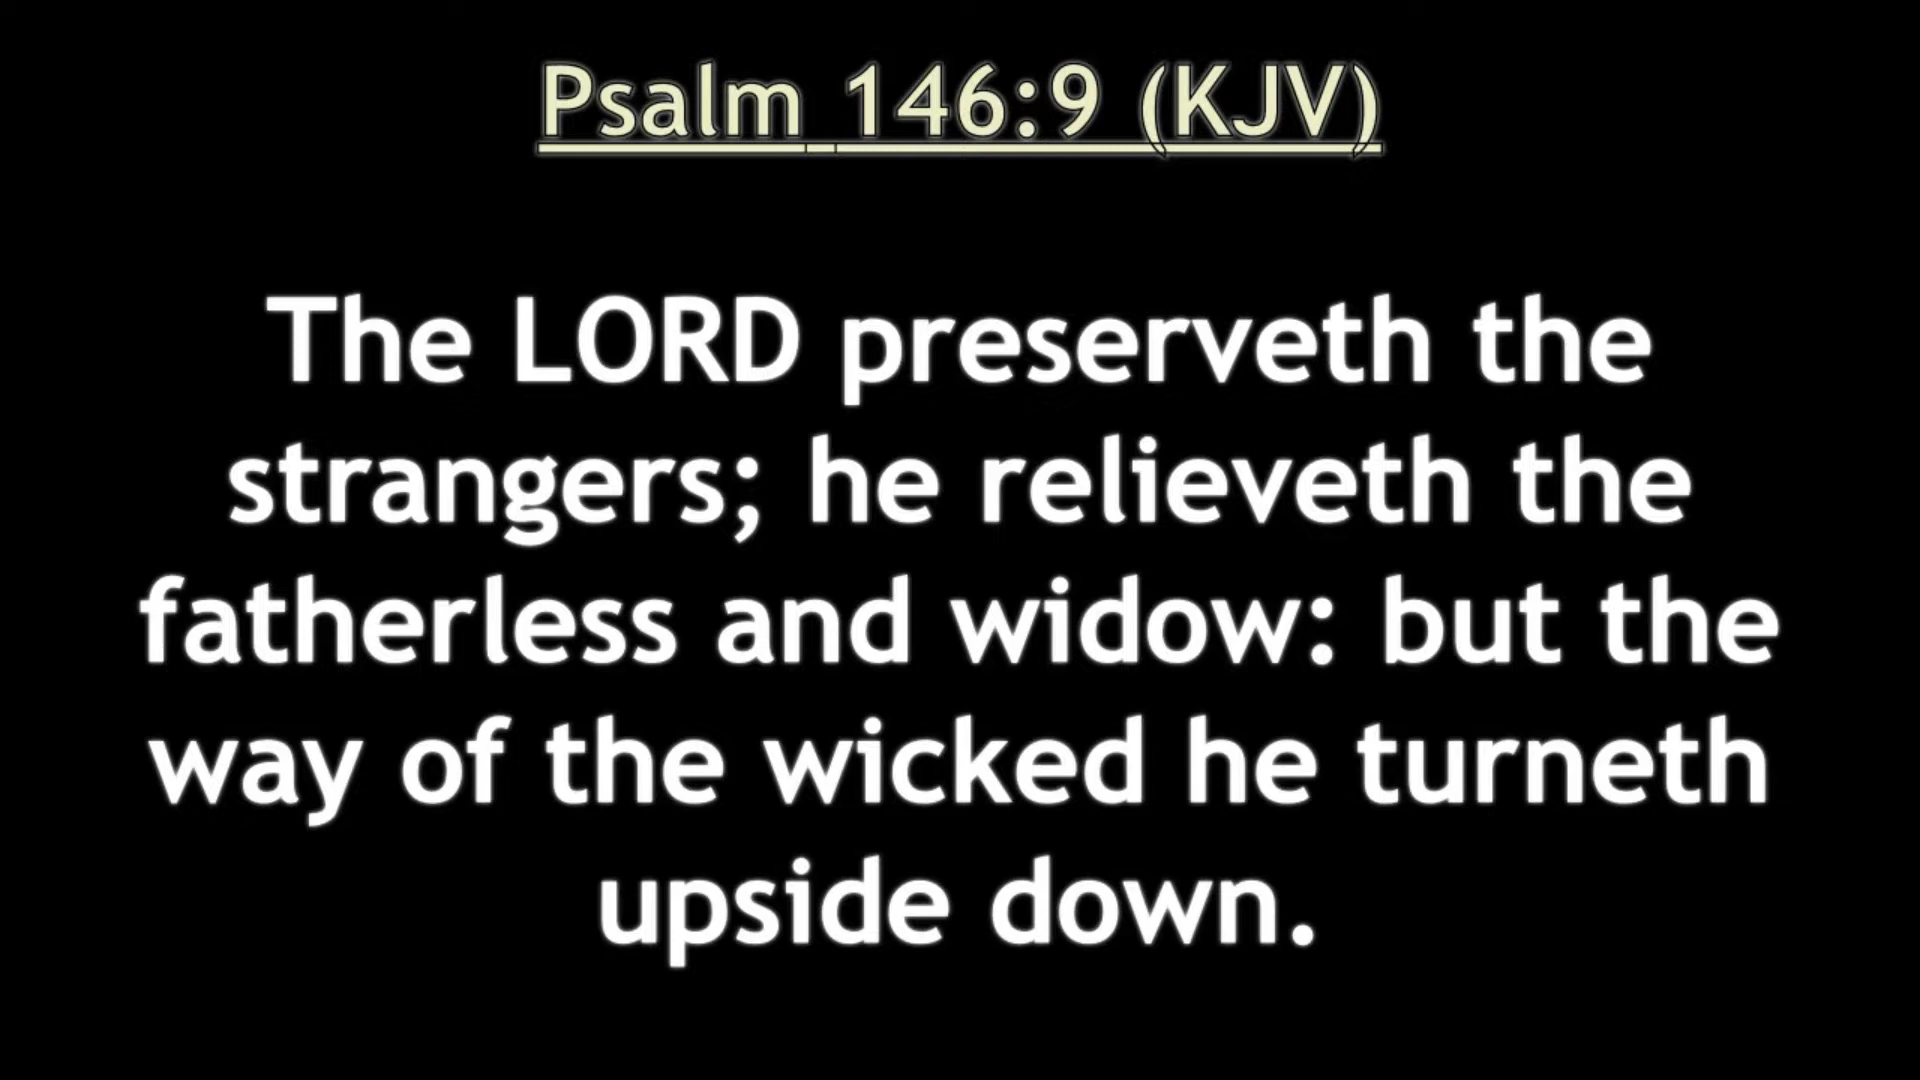 Psalm 146:9 (KJV)
The LORD preserveth the
strangers; he relieveth the
fatherless and widow: but the
way of the wicked he turneth
upside down.